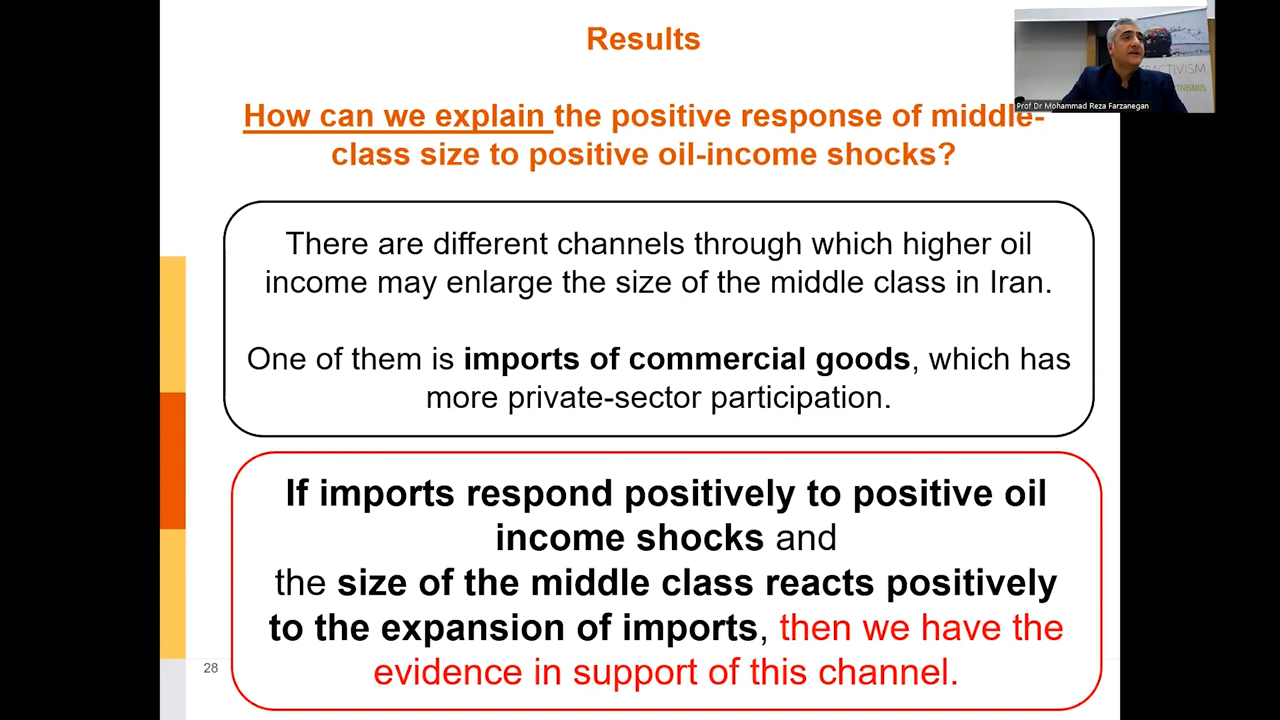 Results
How can we explain the positive response of middle-
class size to positive oil-income shocks?
There are different channels through which higher oil
income may enlarge the size of the middle class in Iran.
One of them is imports of commercial goods, which has
more private-sector participation.
If imports respond positively to positive oil
income shocks and
the size of the middle class reacts positively
to the expansion of imports, then we have the
evidence in support of this channel.
28
Prof Dr Mohammad Reza Farzanegan